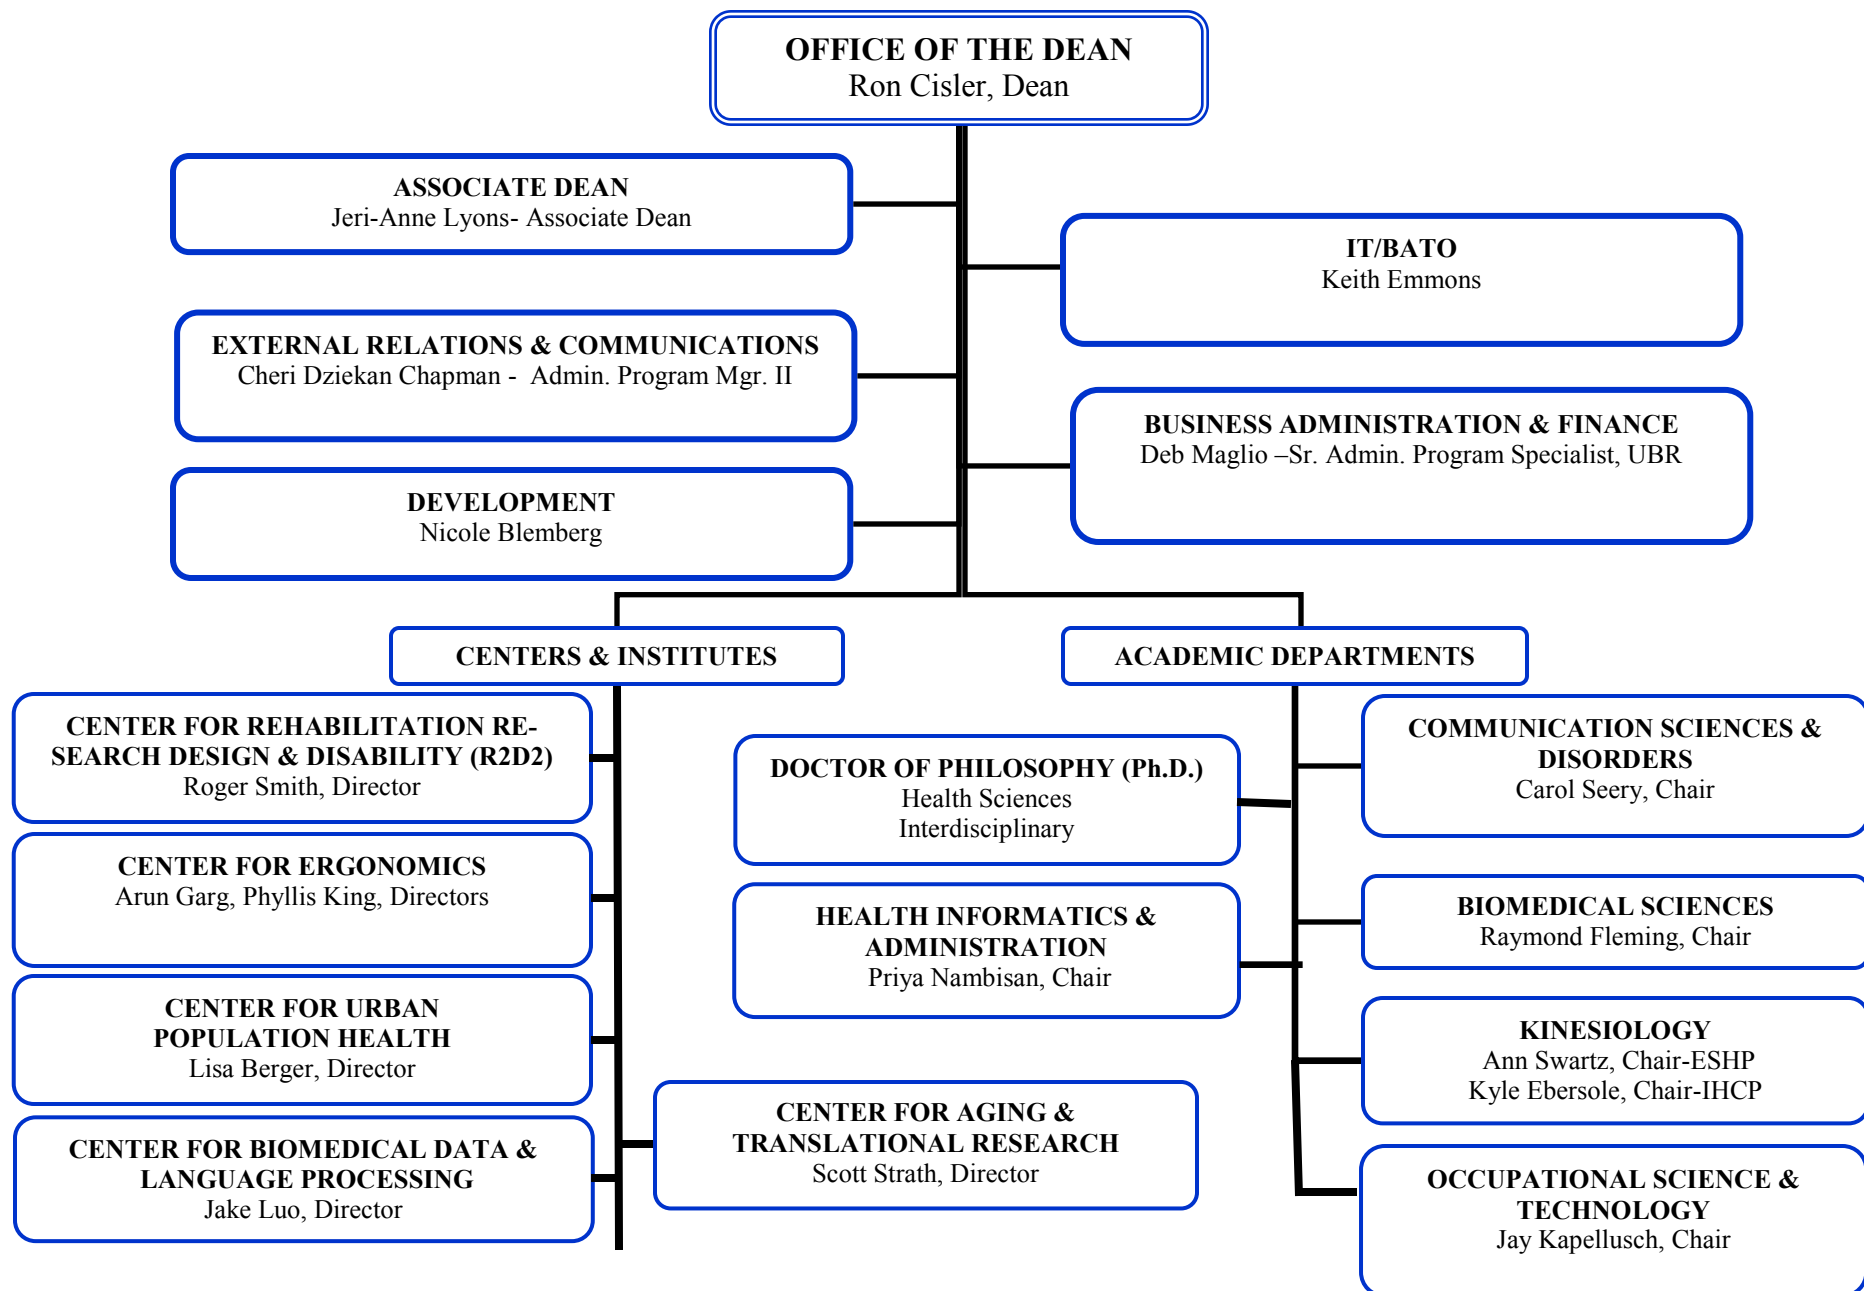 OFFICE OF THE DEAN
Ron Cisler, Dean
ASSOCIATE DEAN
Jeri-Anne Lyons- Associate Dean
IT/BATO
Keith Emmons
EXTERNAL RELATIONS & COMMUNICATIONS
Cheri Dziekan Chapman - Admin. Program Mgr. II
BUSINESS ADMINISTRATION & FINANCE
Deb Maglio –Sr. Admin. Program Specialist, UBR
DEVELOPMENT
Nicole Blemberg
CENTERS & INSTITUTES
CENTER FOR REHABILITATION RE-
SEARCH DESIGN & DISABILITY (R2D2)
Roger Smith, Director
CENTER FOR ERGONOMICS
Arun Garg, Phyllis King, Directors
CENTER FOR URBAN
POPULATION HEALTH
Lisa Berger, Director
CENTER FOR BIOMEDICAL DATA &
LANGUAGE PROCESSING
Jake Luo, Director
CENTER FOR AGING &
TRANSLATIONAL RESEARCH
Scott Strath, Director
ACADEMIC DEPARTMENTS
DOCTOR OF PHILOSOPHY (Ph.D.)
Health Sciences
Interdisciplinary
HEALTH INFORMATICS &
ADMINISTRATION
Priya Nambisan, Chair
COMMUNICATION SCIENCES &
DISORDERS
Carol Seery, Chair
BIOMEDICAL SCIENCES
Raymond Fleming, Chair
KINESIOLOGY
Ann Swartz, Chair-ESHP
Kyle Ebersole, Chair-IHCP
OCCUPATIONAL SCIENCE &
TECHNOLOGY
Jay Kapellusch, Chair